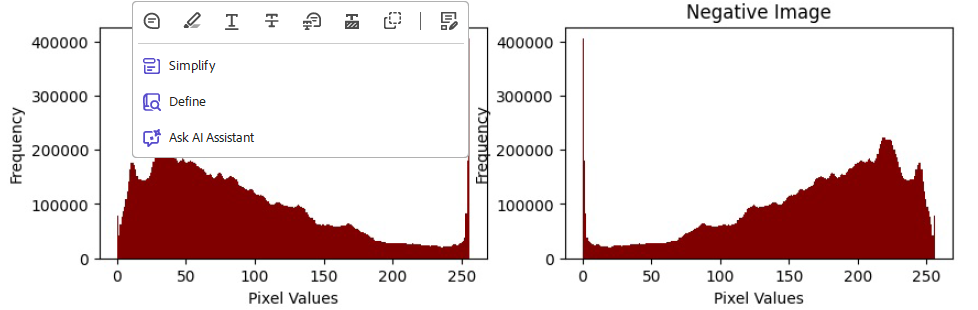 Negative Image
400000
300000
200000
100000
0
Frequency
0
50
100
150
200
250
Pixel Values
Simplify
Define
Ask AI Assistant
400000
300000
200000
100000
0
Frequency
0
50
100
150
200
250
Pixel Values